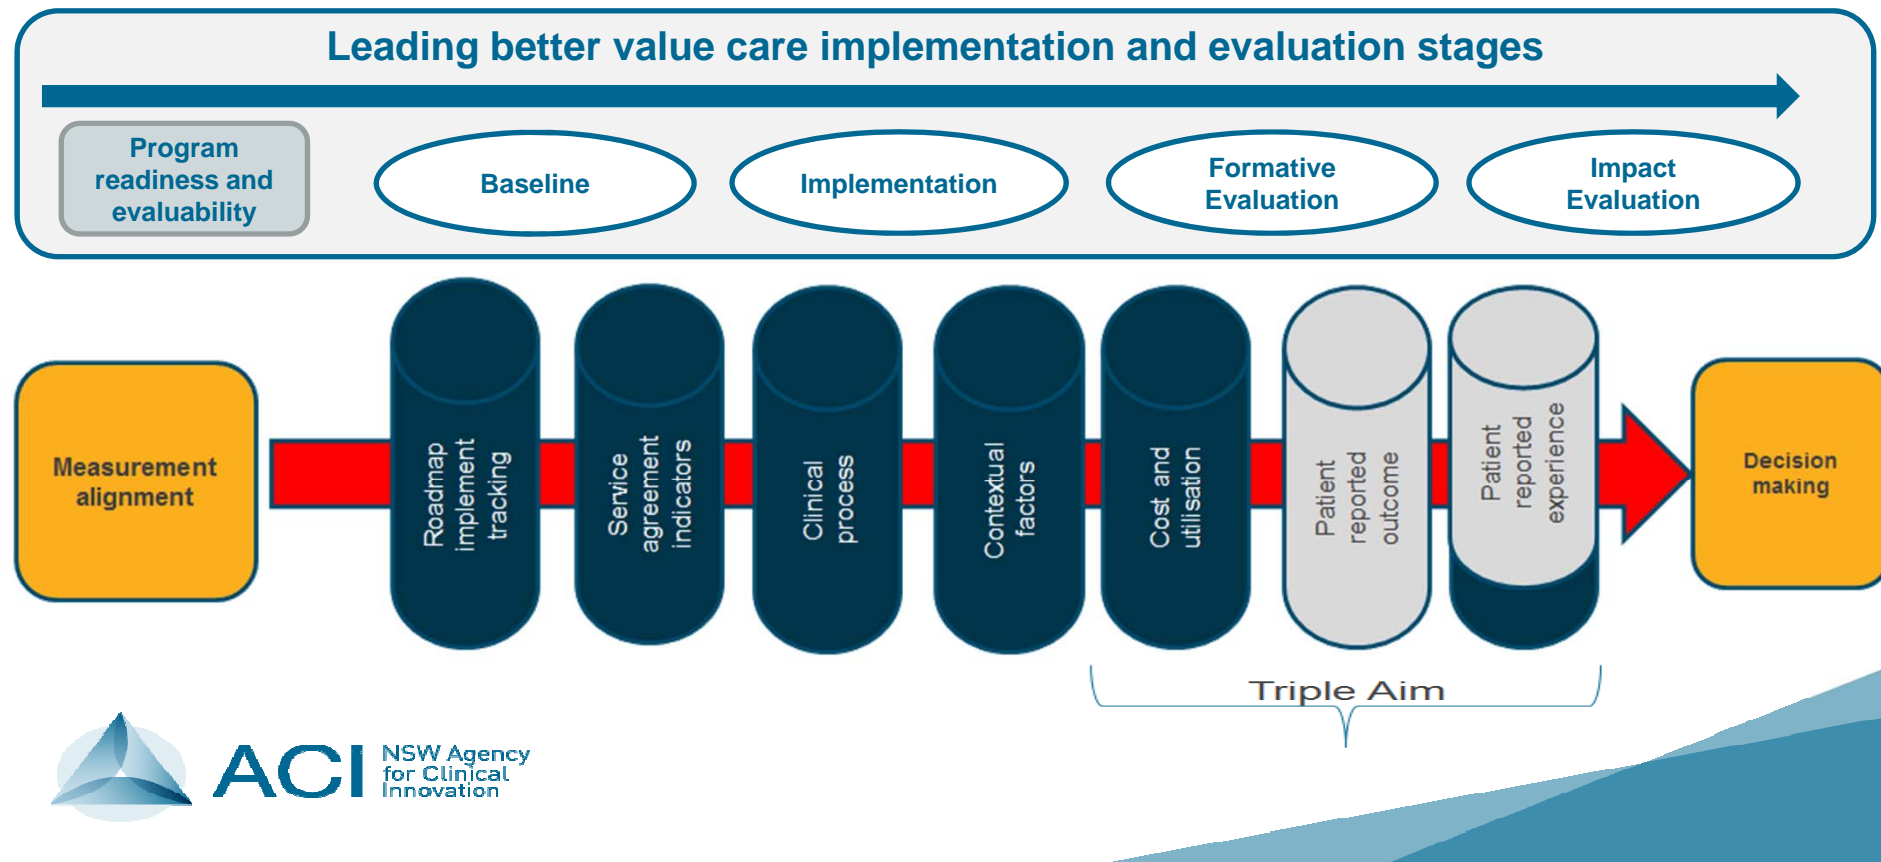 Leading better value care implementation and evaluation stages
Program
readiness and
evaluability
Baseline
Implementation
Formative
Evaluation
Impact
Evaluation
Measurement
alignment
Roadmap
implement
tracking
Service
agreement
indicators
Clinical
process
Contextual
factors
Cost and
utilisation
Patient
reported
outcome
Patient
reported
experience
Decision
making
Triple Aim
ACI
NSW Agency
for Clinical
Innovation